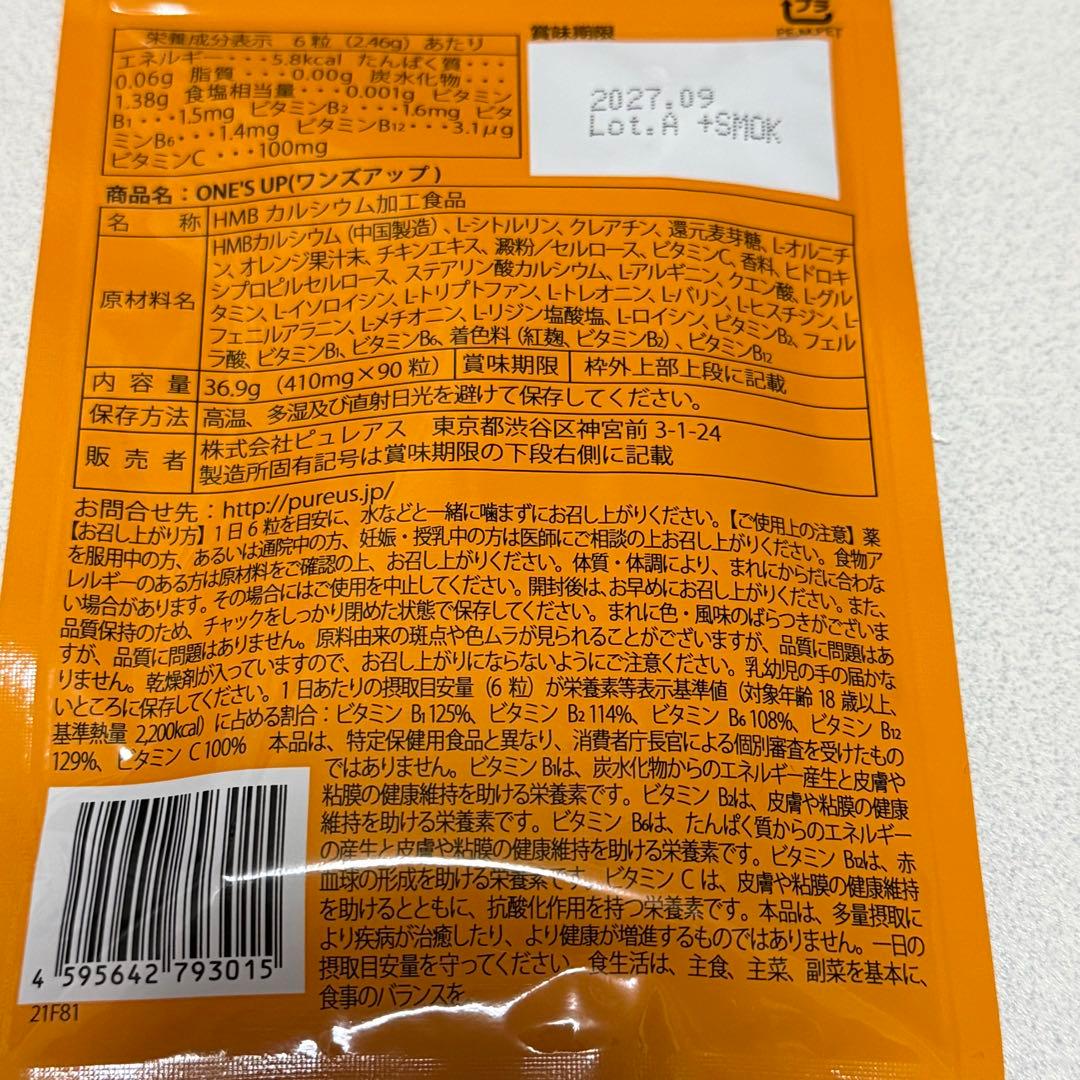 プラ
PE-M,PET
賞味期限
2027.09
Lot.A +SMOK
栄養成分表示 6粒(2.46g)あたり
エネルギー・・・5.8kcal たんぱく質・・・
0.06g 脂質・・・0.00g 炭水化物・・・
1.38g 食塩相当量・・・0.001g ビタミン
B1・・・1.5mg ビタミンB2・・・1.6mg ビタ
ミンB6・・・1.4mg ビタミンB12・・・3.1μg
ビタミンC・・・100mg
商品名:ONE'S UP(ワンズアップ)
名 称 HMB カルシウム加工食品
原材料名
HMBカルシウム(中国製造)、L-シトルリン、クレアチン、還元麦芽糖、L-オルニチ
ン、オレンジ果汁末、チキンエキス、澱粉/セルロース、ビタミンC、香料、ヒドロキ
シプロピルセルロース、ステアリン酸カルシウム、L-アルギニン、クエン酸、L-グル
タミン、L-イソロイシン、L-トリプトファン、L-トレオニン、L-バリン、L-ヒスチジン、L-
フェニルアラニン、L-メチオニン、L-リジン塩酸塩、L-ロイシン、ビタミンB2、フェル
ラ酸、ビタミンB1、ビタミンB6、着色料(紅麹、ビタミンB2)、ビタミンB12
内容量 36.9g(410mg×90粒) 賞味期限 枠外上部上段に記載
保存方法 高温、多湿及び直射日光を避けて保存してください。
販売者
株式会社ピュレアス 東京都渋谷区神宮前 3-1-24
製造所固有記号は賞味期限の下段右側に記載
お問合せ先:http://pureus.jp/
【お召し上がり方】1日6粒を目安に、水などと一緒に噛まずにお召し上がりください。【ご使用上の注意】薬
を服用中の方、あるいは通院中の方、妊娠・授乳中の方は医師にご相談の上お召し上がりください。食物ア
レルギーのある方は原材料をご確認の上、お召し上がりください。体質・体調により、まれにからだに合わな
い場合があります。その場合にはご使用を中止してください。開封後は、お早めにお召し上がりください。また、
品質保持のため、チャックをしっかり閉めた状態で保存してください。まれに色・風味のばらつきがございま
すが、品質に問題はありません。原料由来の斑点や色ムラが見られることがございますが、品質に問題はあ
りません。乾燥剤が入っていますので、お召し上がりにならないようにご注意ください。乳幼児の手の届かな
いところに保存してください。1日あたりの摂取目安量(6粒)が栄養素等表示基準値(対象年齢18歳以上、
基準熱量 2,200kcal)に占める割合:ビタミン B1 125%、ビタミン B2 114%、ビタミン B6 108%、ビタミン B12
129%、ビタミン C 100% 本品は、特定保健用食品と異なり、消費者庁長官による個別審査を受けたもの
ではありません。ビタミン B1は、炭水化物からのエネルギー産生と皮膚や
粘膜の健康維持を助ける栄養素です。ビタミン B2は、皮膚や粘膜の健康
維持を助ける栄養素です。ビタミン B6は、たんぱく質からのエネルギー
の産生と皮膚や粘膜の健康維持を助ける栄養素です。ビタミン B12は、赤
血球の形成を助ける栄養素です。ビタミン C は、皮膚や粘膜の健康維持
を助けるとともに、抗酸化作用を持つ栄養素です。本品は、多量摂取に
より疾病が治癒したり、より健康が増進するものではありません。一日の
摂取目安量を守ってください。食生活は、主食、主菜、副菜を基本に、
食事のバランスを
4 595642 793015
21F81